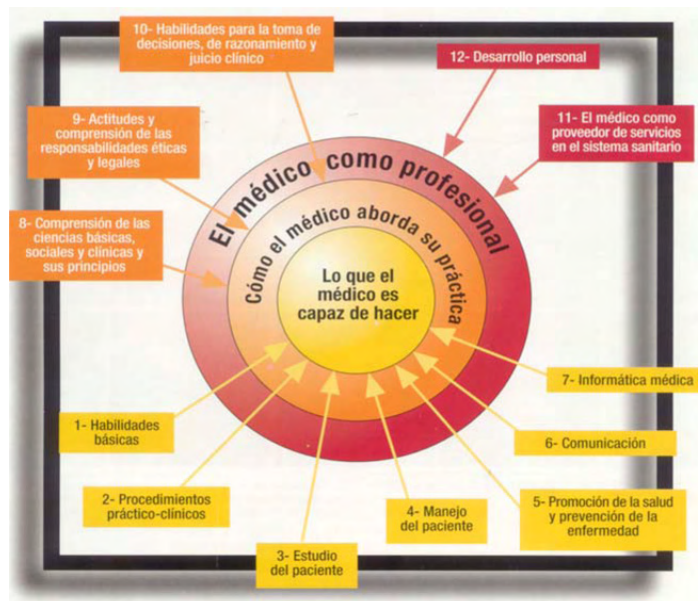 10- Habilidades para la toma de
decisiones, de razonamiento y
juicio clínico
12- Desarrollo personal
9- Actitudes y
comprensión de las
responsabilidades éticas
y legales
11- El médico como
proveedor de servicios
en el sistema sanitario
8- Comprensión de las
ciencias básicas,
sociales y clínicas y
sus principios
El médico como profesional
Cómo el médico aborda su práctica
Lo que el
médico es
capaz de hacer
1- Habilidades
básicas
2- Procedimientos
práctico-clínicos
3- Estudio
del paciente
4- Manejo
del paciente
5- Promoción de la salud
y prevención de la
enfermedad
6- Comunicación
7- Informática médica